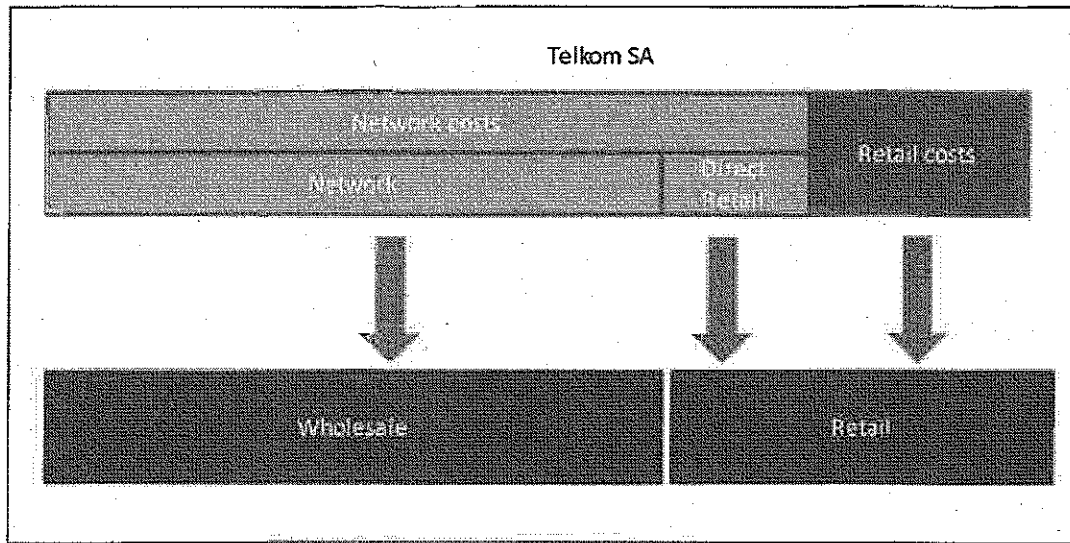 Telkom SA
Network costs
Retail costs
Network
Direct
Retail
Wholesale
Retail